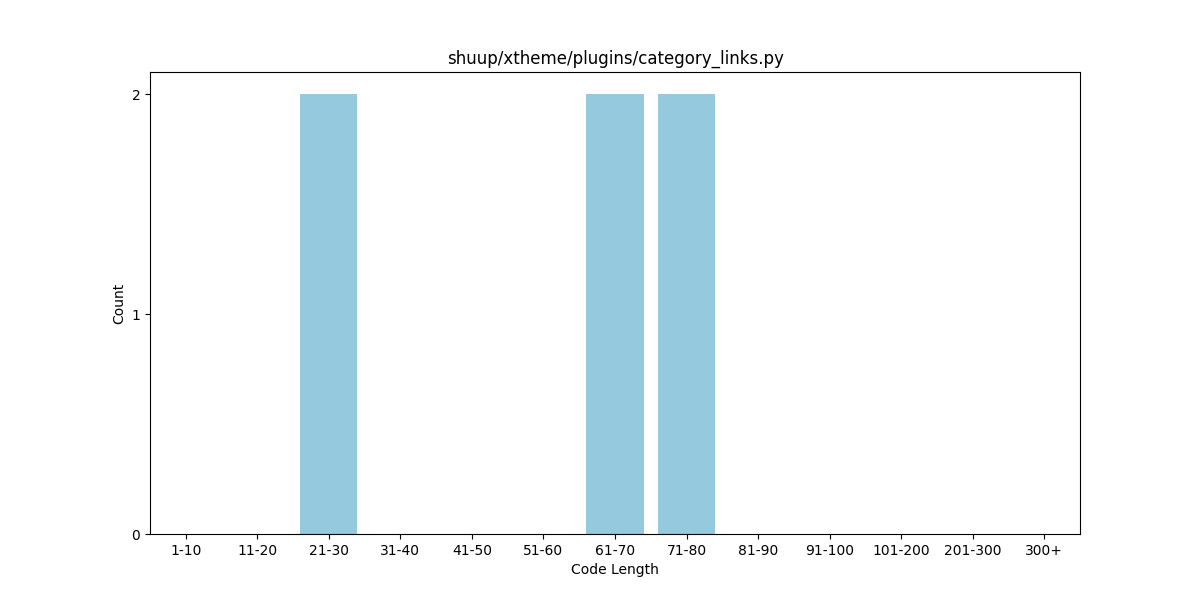 shuup/xtheme/plugins/category_links.py
Count
2
1
0
1-10 11-20 21-30 31-40 41-50 51-60 61-70 71-80 81-90 91-100 101-200 201-300 300+
Code Length